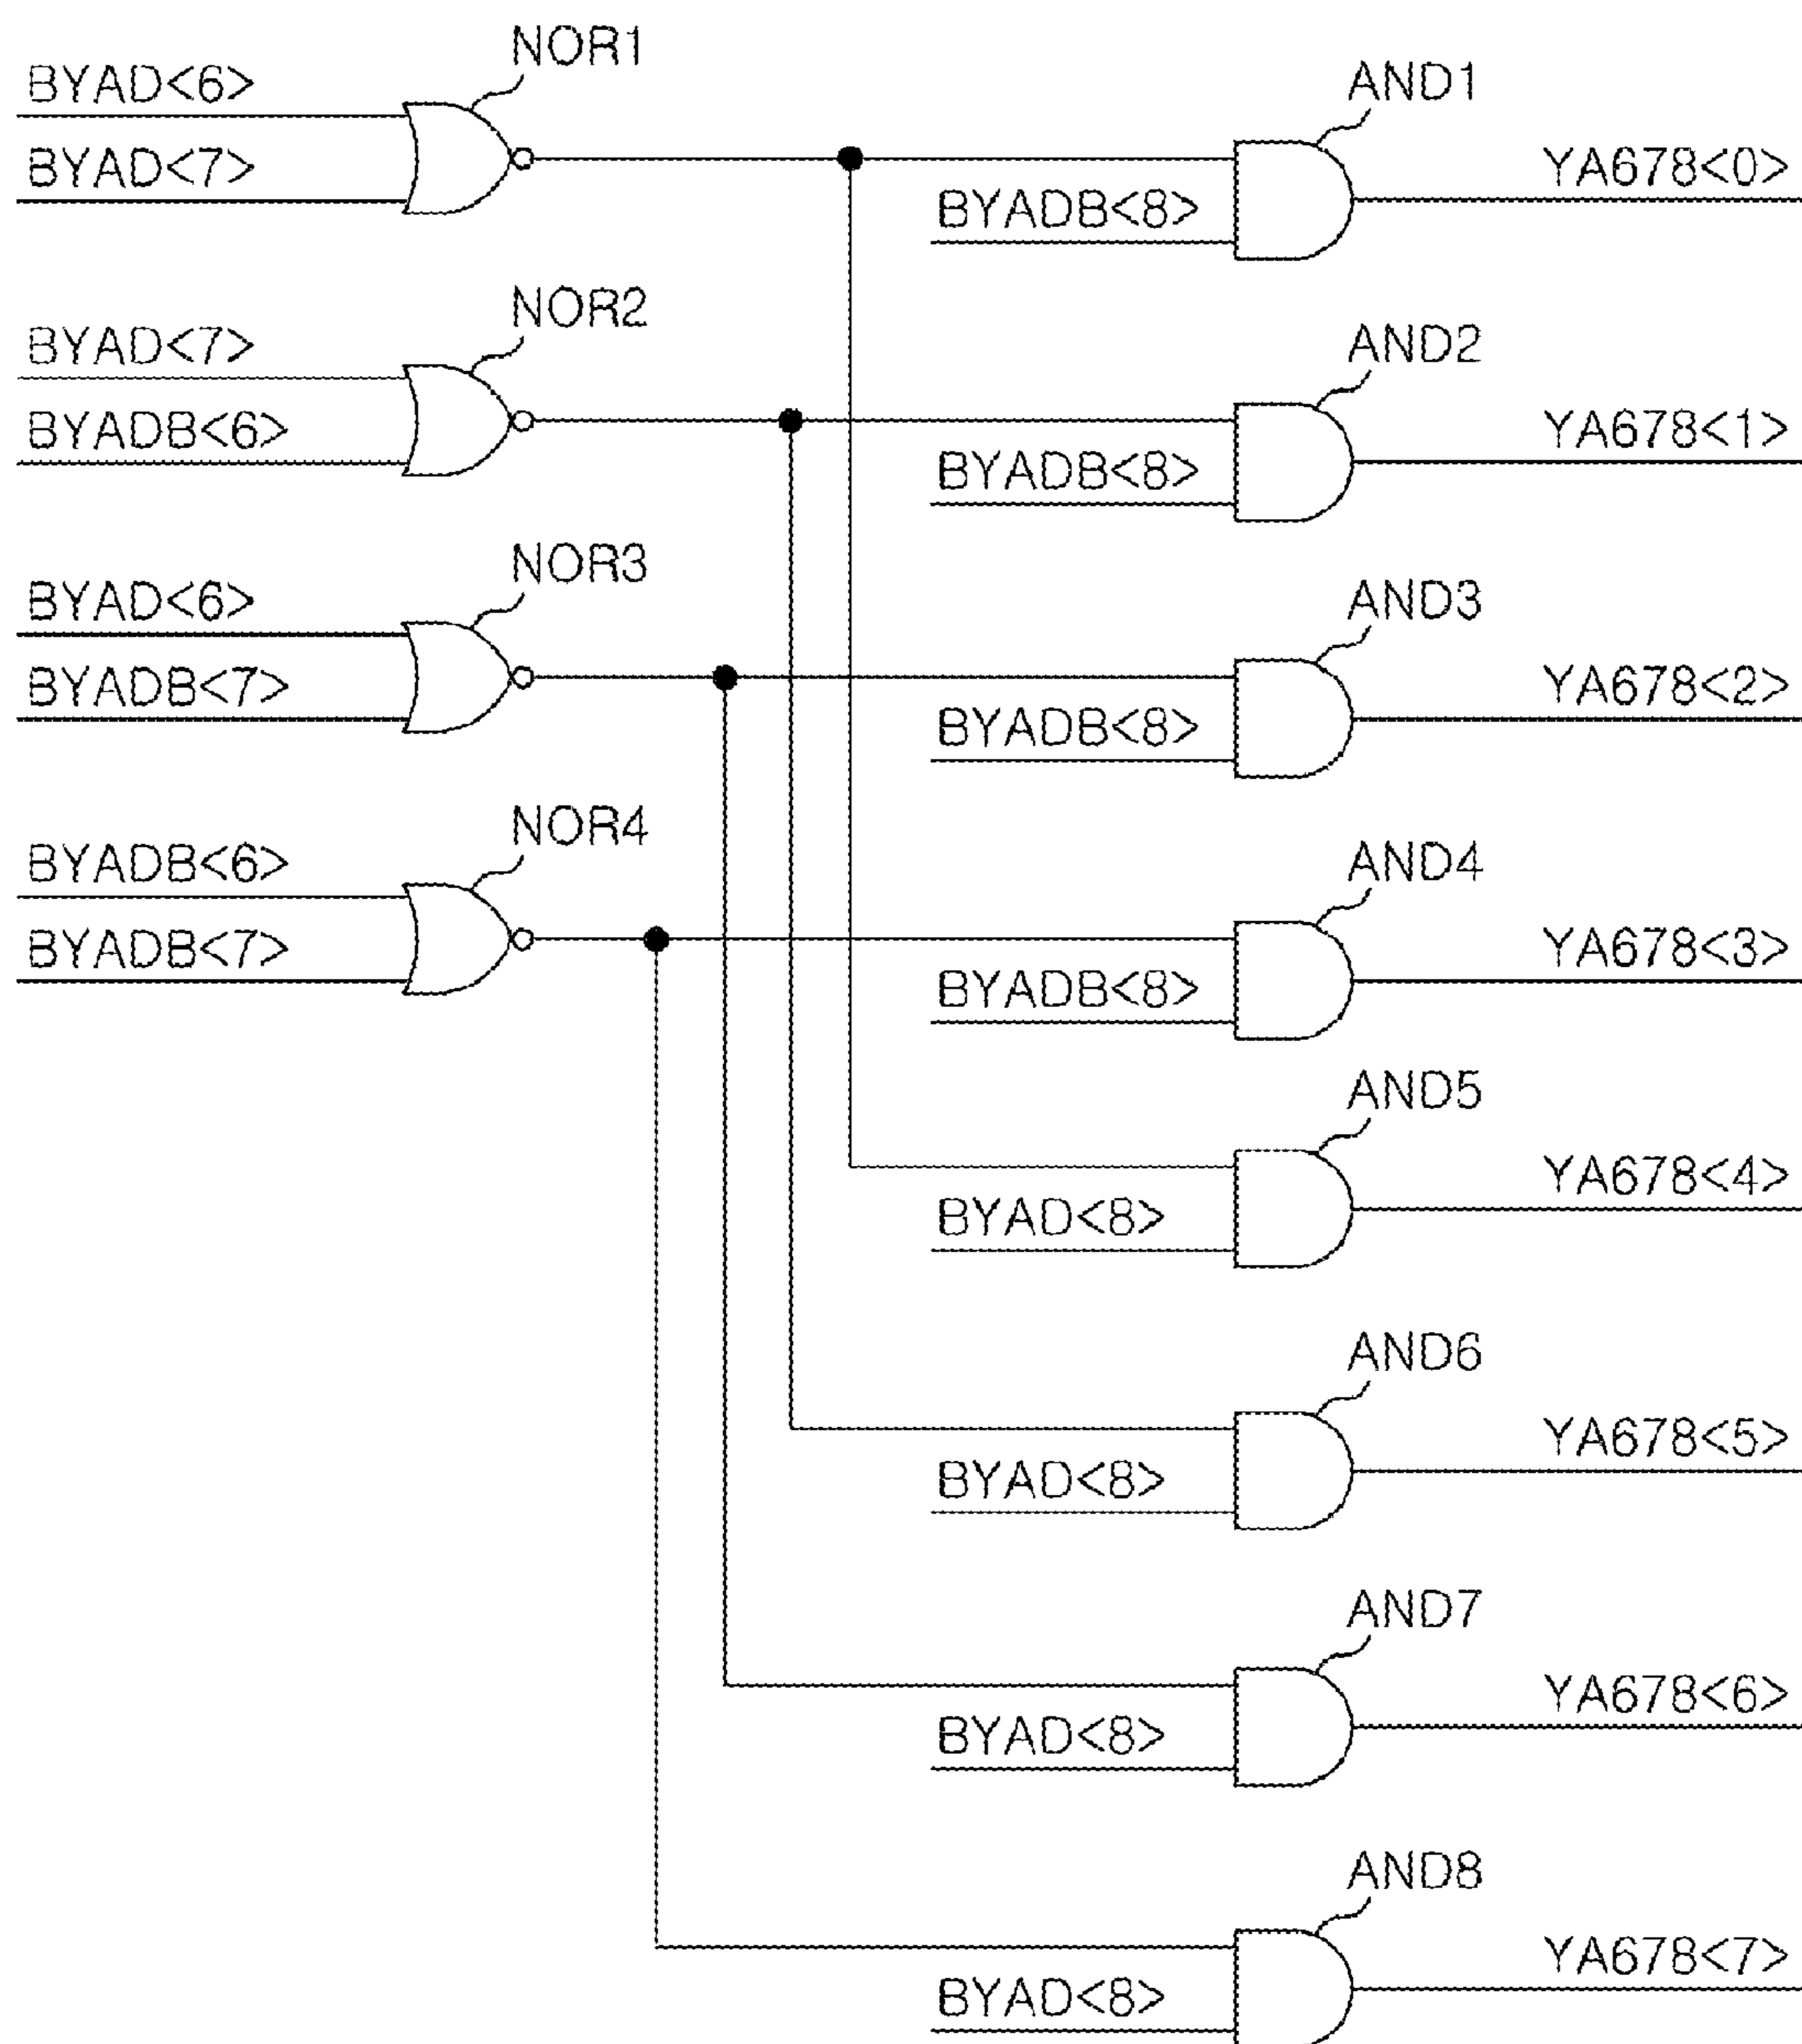 NOR1
BYAD<6>
BYAD<7>
AND1
BYADB<8>
YA678<0>
NOR2
BYAD<7>
BYADB<6>
AND2
BYADB<8>
YA678<1>
NOR3
BYAD<6>
BYADB<7>
AND3
BYADB<8>
YA678<2>
NOR4
BYADB<6>
BYADB<7>
AND4
BYADB<8>
YA678<3>
AND5
BYAD<8>
YA678<4>
AND6
BYAD<8>
YA678<5>
AND7
BYAD<8>
YA678<6>
AND8
BYAD<8>
YA678<7>